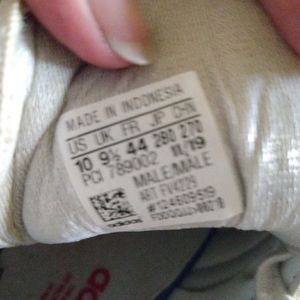 MADE IN INDONESIA
US UK FR JP CHN
10 9½ 44 280 270
PCI 789002 11/19
MALE/MALE
ART FV4229